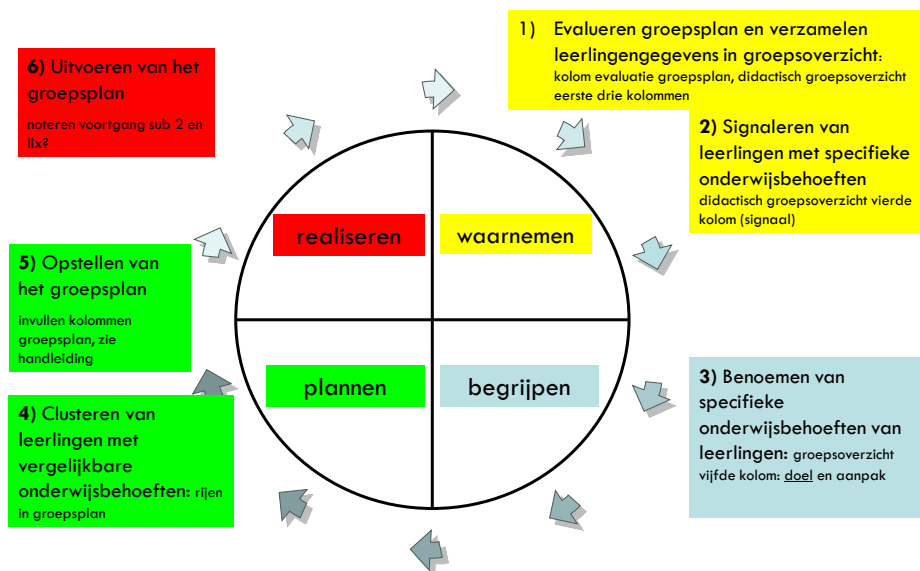 1) Evalueren groepsplan en verzamelen
leerlingengegevens in groepsoverzicht:
kolom evaluatie groepsplan, didactisch groepsoverzicht
eerste drie kolommen
2) Signaleren van
leerlingen met specifieke
onderwijsbehoeften
didactisch groepsoverzicht vierde
kolom (signaal)
3) Benoemen van
specifieke
onderwijsbehoeften van
leerlingen: groepsoverzicht
vijfde kolom: doel en aanpak
4) Clusteren van
leerlingen met
vergelijkbare
onderwijsbehoeften: rijen
in groepsplan
5) Opstellen van
het groepsplan
invullen kolommen
groepsplan, zie
handleiding
6) Uitvoeren van het
groepsplan
noteren voortgang sub 2 en
llx?
realiseren
waarnemen
plannen
begrijpen